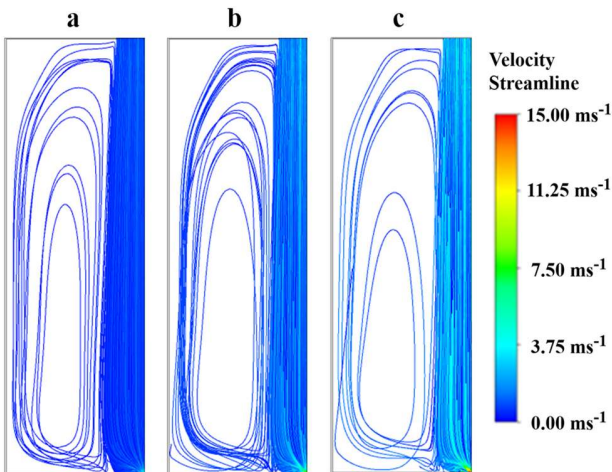 a b c
Velocity
Streamline
15.00 ms⁻¹
11.25 ms⁻¹
7.50 ms⁻¹
3.75 ms⁻¹
0.00 ms⁻¹